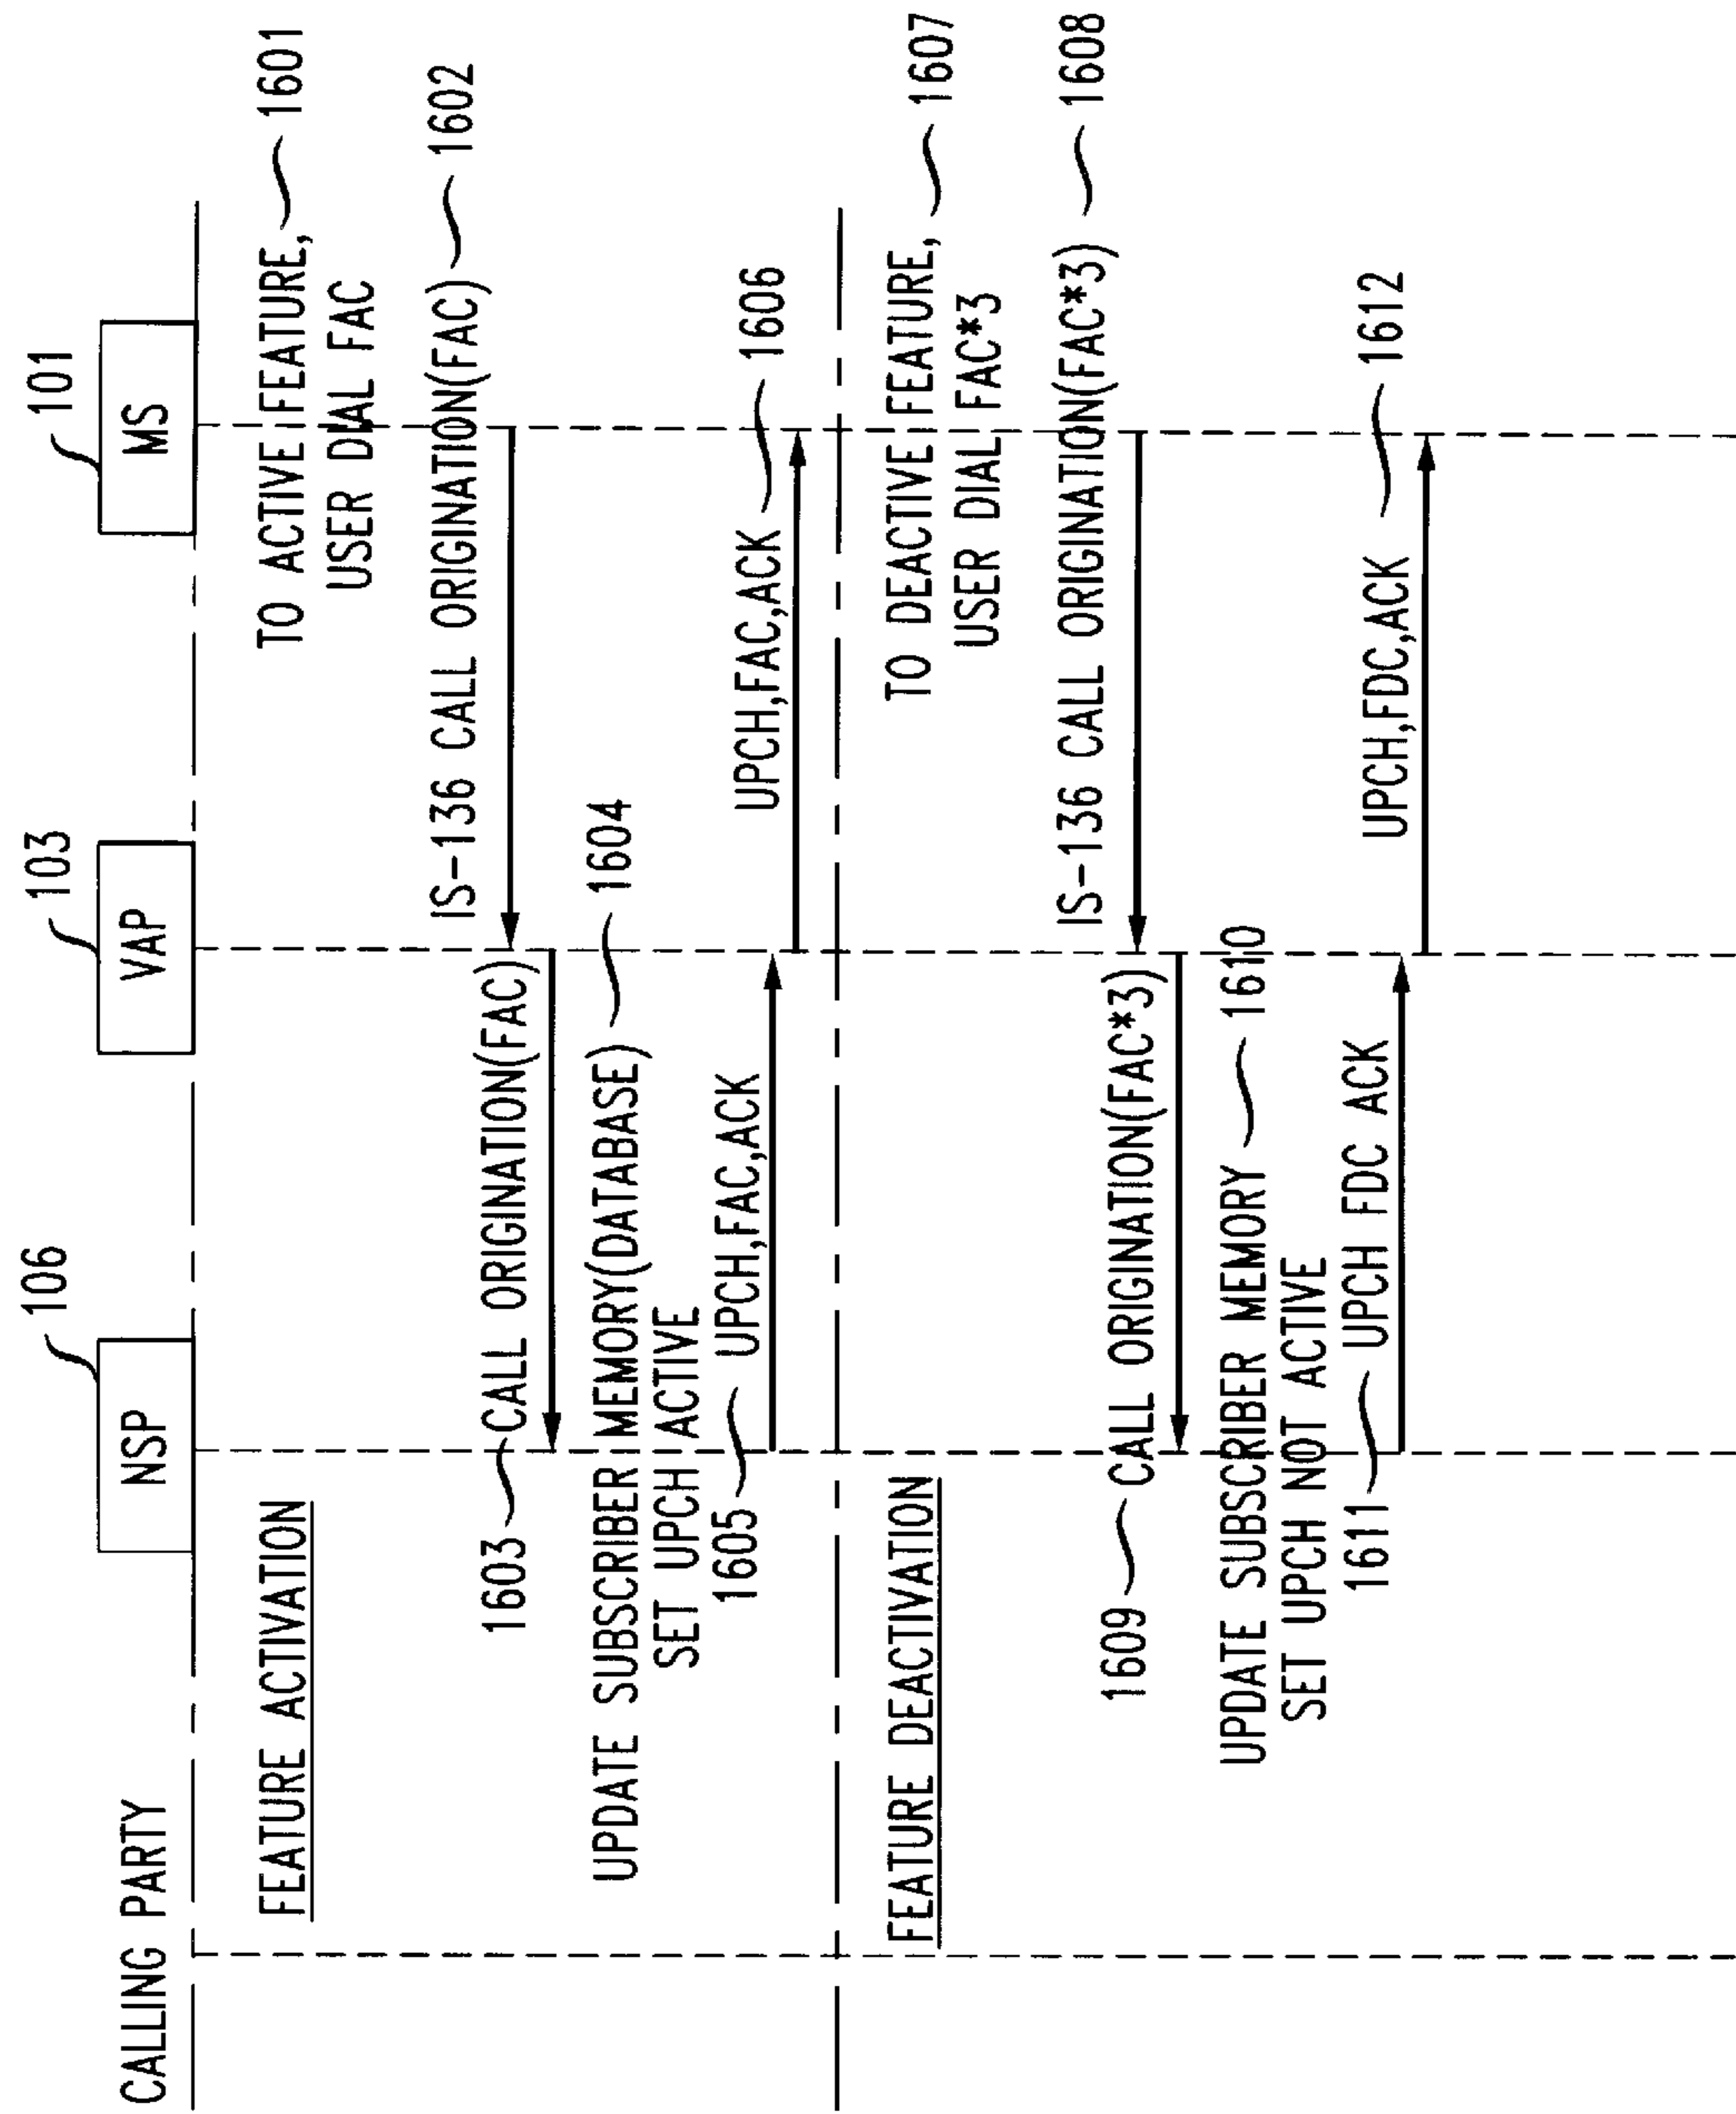 106
103
101
CALLING PARTY
NSP
VAP
MS
FEATURE ACTIVATION
TO ACTIVE FEATURE, 1601
USER DIAL FAC
IS-136 CALL ORIGINATION(FAC) 1602
1603 CALL ORIGINATION(FAC)
UPDATE SUBSCRIBER MEMORY(DATABASE) 1604
SET UPCH ACTIVE
1605 UPCH,FAC,ACK
UPCH,FAC,ACK 1606
FEATURE DEACTIVATION
TO DEACTIVE FEATURE, 1607
USER DIAL FAC*3
IS-136 CALL ORIGINATION(FAC*3) 1608
1609 CALL ORIGINATION(FAC*3)
UPDATE SUBSCRIBER MEMORY 1610
SET UPCH NOT ACTIVE
1611 UPCH FDC ACK
UPCH,FDC,ACK 1612